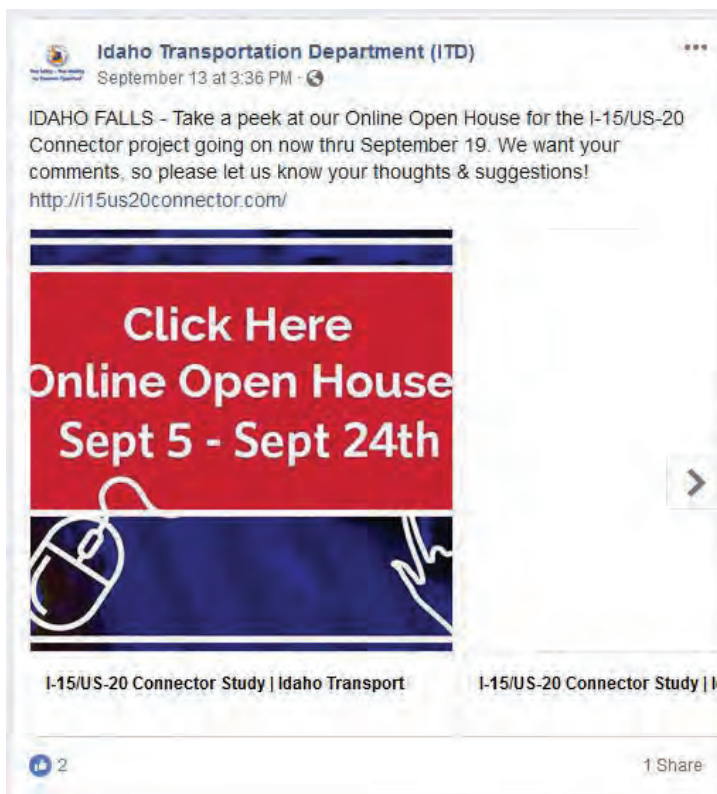 Idaho Transportation Department (ITD)
September 13 at 3:36 PM ·
IDAHO FALLS - Take a peek at our Online Open House for the I-15/US-20
Connector project going on now thru September 19. We want your
comments, so please let us know your thoughts & suggestions!
http://i15us20connector.com/
Click Here
Online Open House
Sept 5 - Sept 24th
I-15/US-20 Connector Study | Idaho Transport
I-15/US-20 Connector Study |
2
1 Share